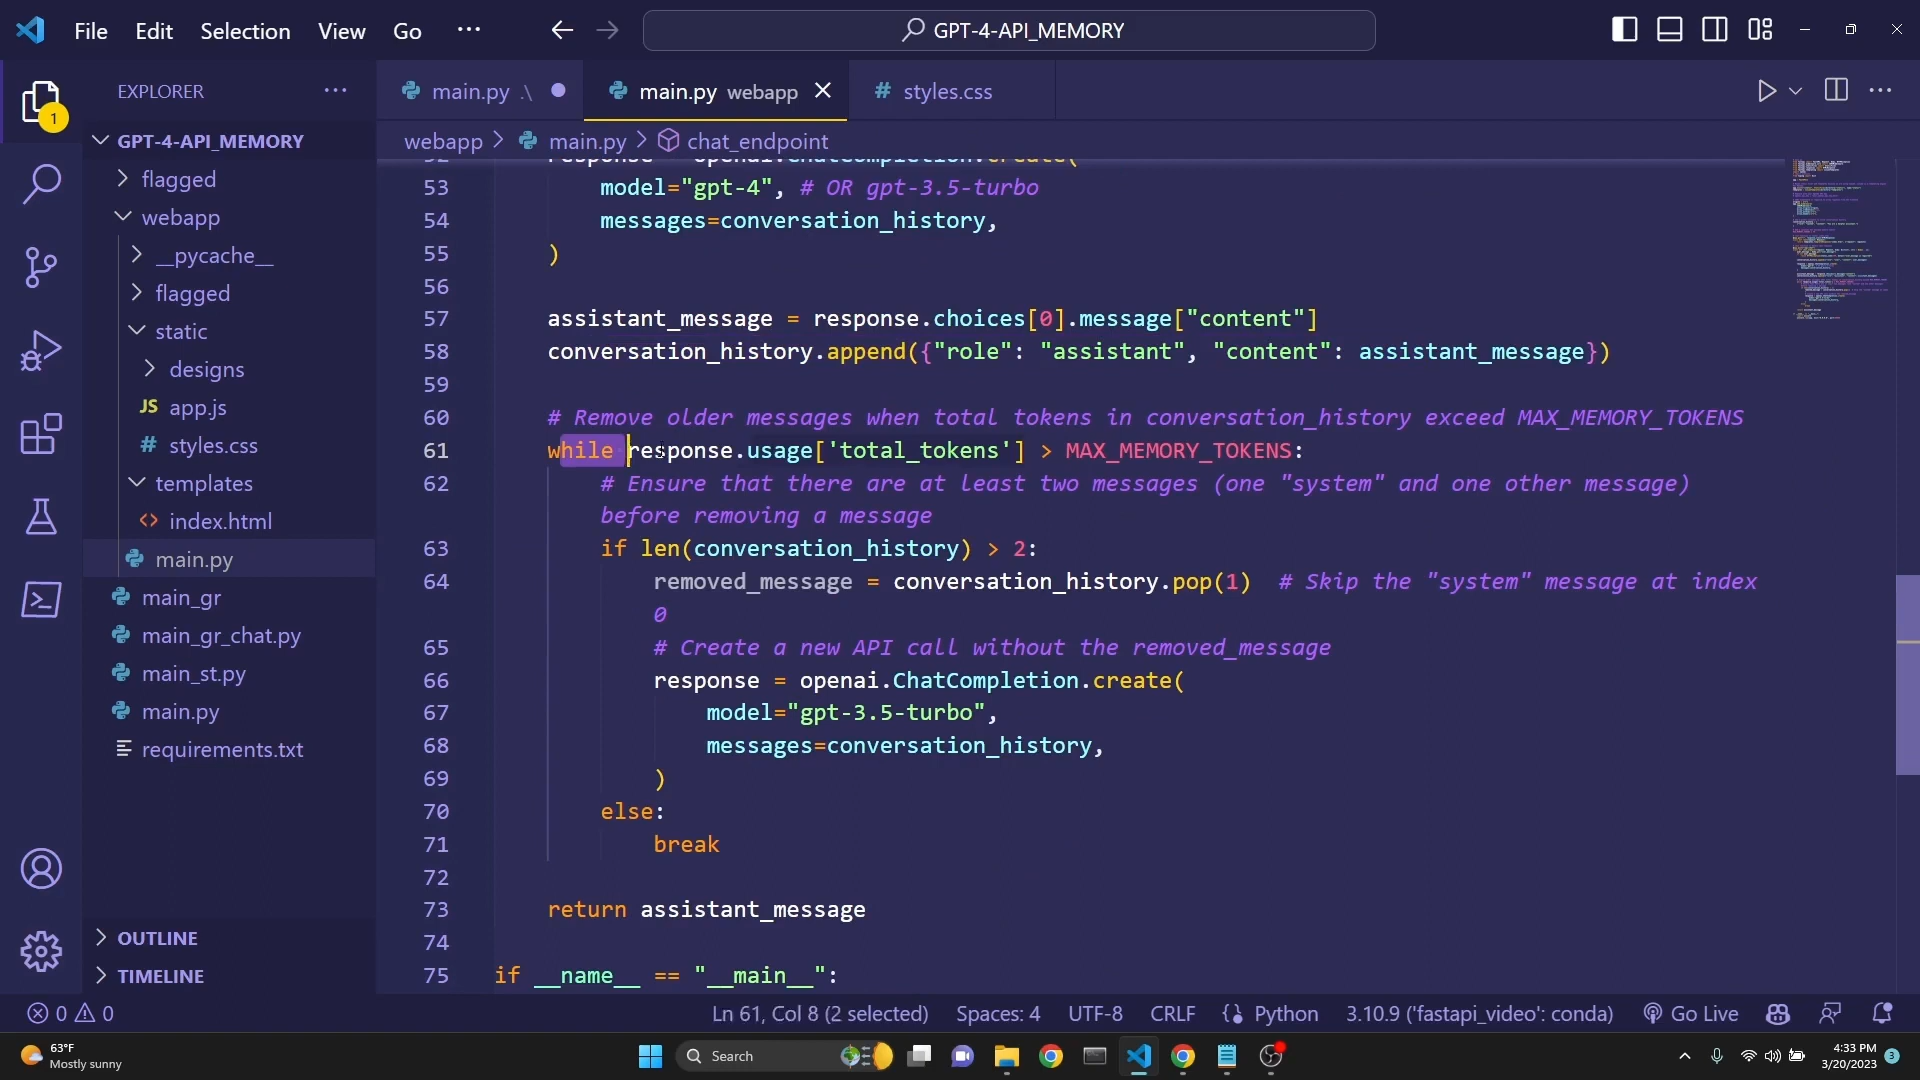 File Edit Selection View Go ··· GPT-4-API_MEMORY
EXPLORER ···
main.py .\ main.py webapp styles.css
webapp > main.py > chat_endpoint
GPT-4-API_MEMORY
flagged
webapp
__pycache__
flagged
static
designs
JS app.js
# styles.css
templates
<> index.html
main.py
main_gr
main_gr_chat.py
main_st.py
main.py
requirements.txt
OUTLINE
TIMELINE
1
52 response = openai.ChatCompletion.create(
53 model="gpt-4", # OR gpt-3.5-turbo
54 messages=conversation_history,
55 )
56
57 assistant_message = response.choices[0].message["content"]
58 conversation_history.append({"role": "assistant", "content": assistant_message})
59
60 # Remove older messages when total tokens in conversation_history exceed MAX_MEMORY_TOKENS
61 while response.usage['total_tokens'] > MAX_MEMORY_TOKENS:
62 # Ensure that there are at least two messages (one "system" and one other message)
before removing a message
63 if len(conversation_history) > 2:
64 removed_message = conversation_history.pop(1) # Skip the "system" message at index
0
65 # Create a new API call without the removed_message
66 response = openai.ChatCompletion.create(
67 model="gpt-3.5-turbo",
68 messages=conversation_history,
69 )
70 else:
71 break
72
73 return assistant_message
74
75 if __name__ == "__main__":
0 0 Ln 61, Col 8 (2 selected) Spaces: 4 UTF-8 CRLF Python 3.10.9 ('fastapi_video': conda) Go Live
63°F
Mostly sunny
Search
4:33 PM
3/20/2023
3